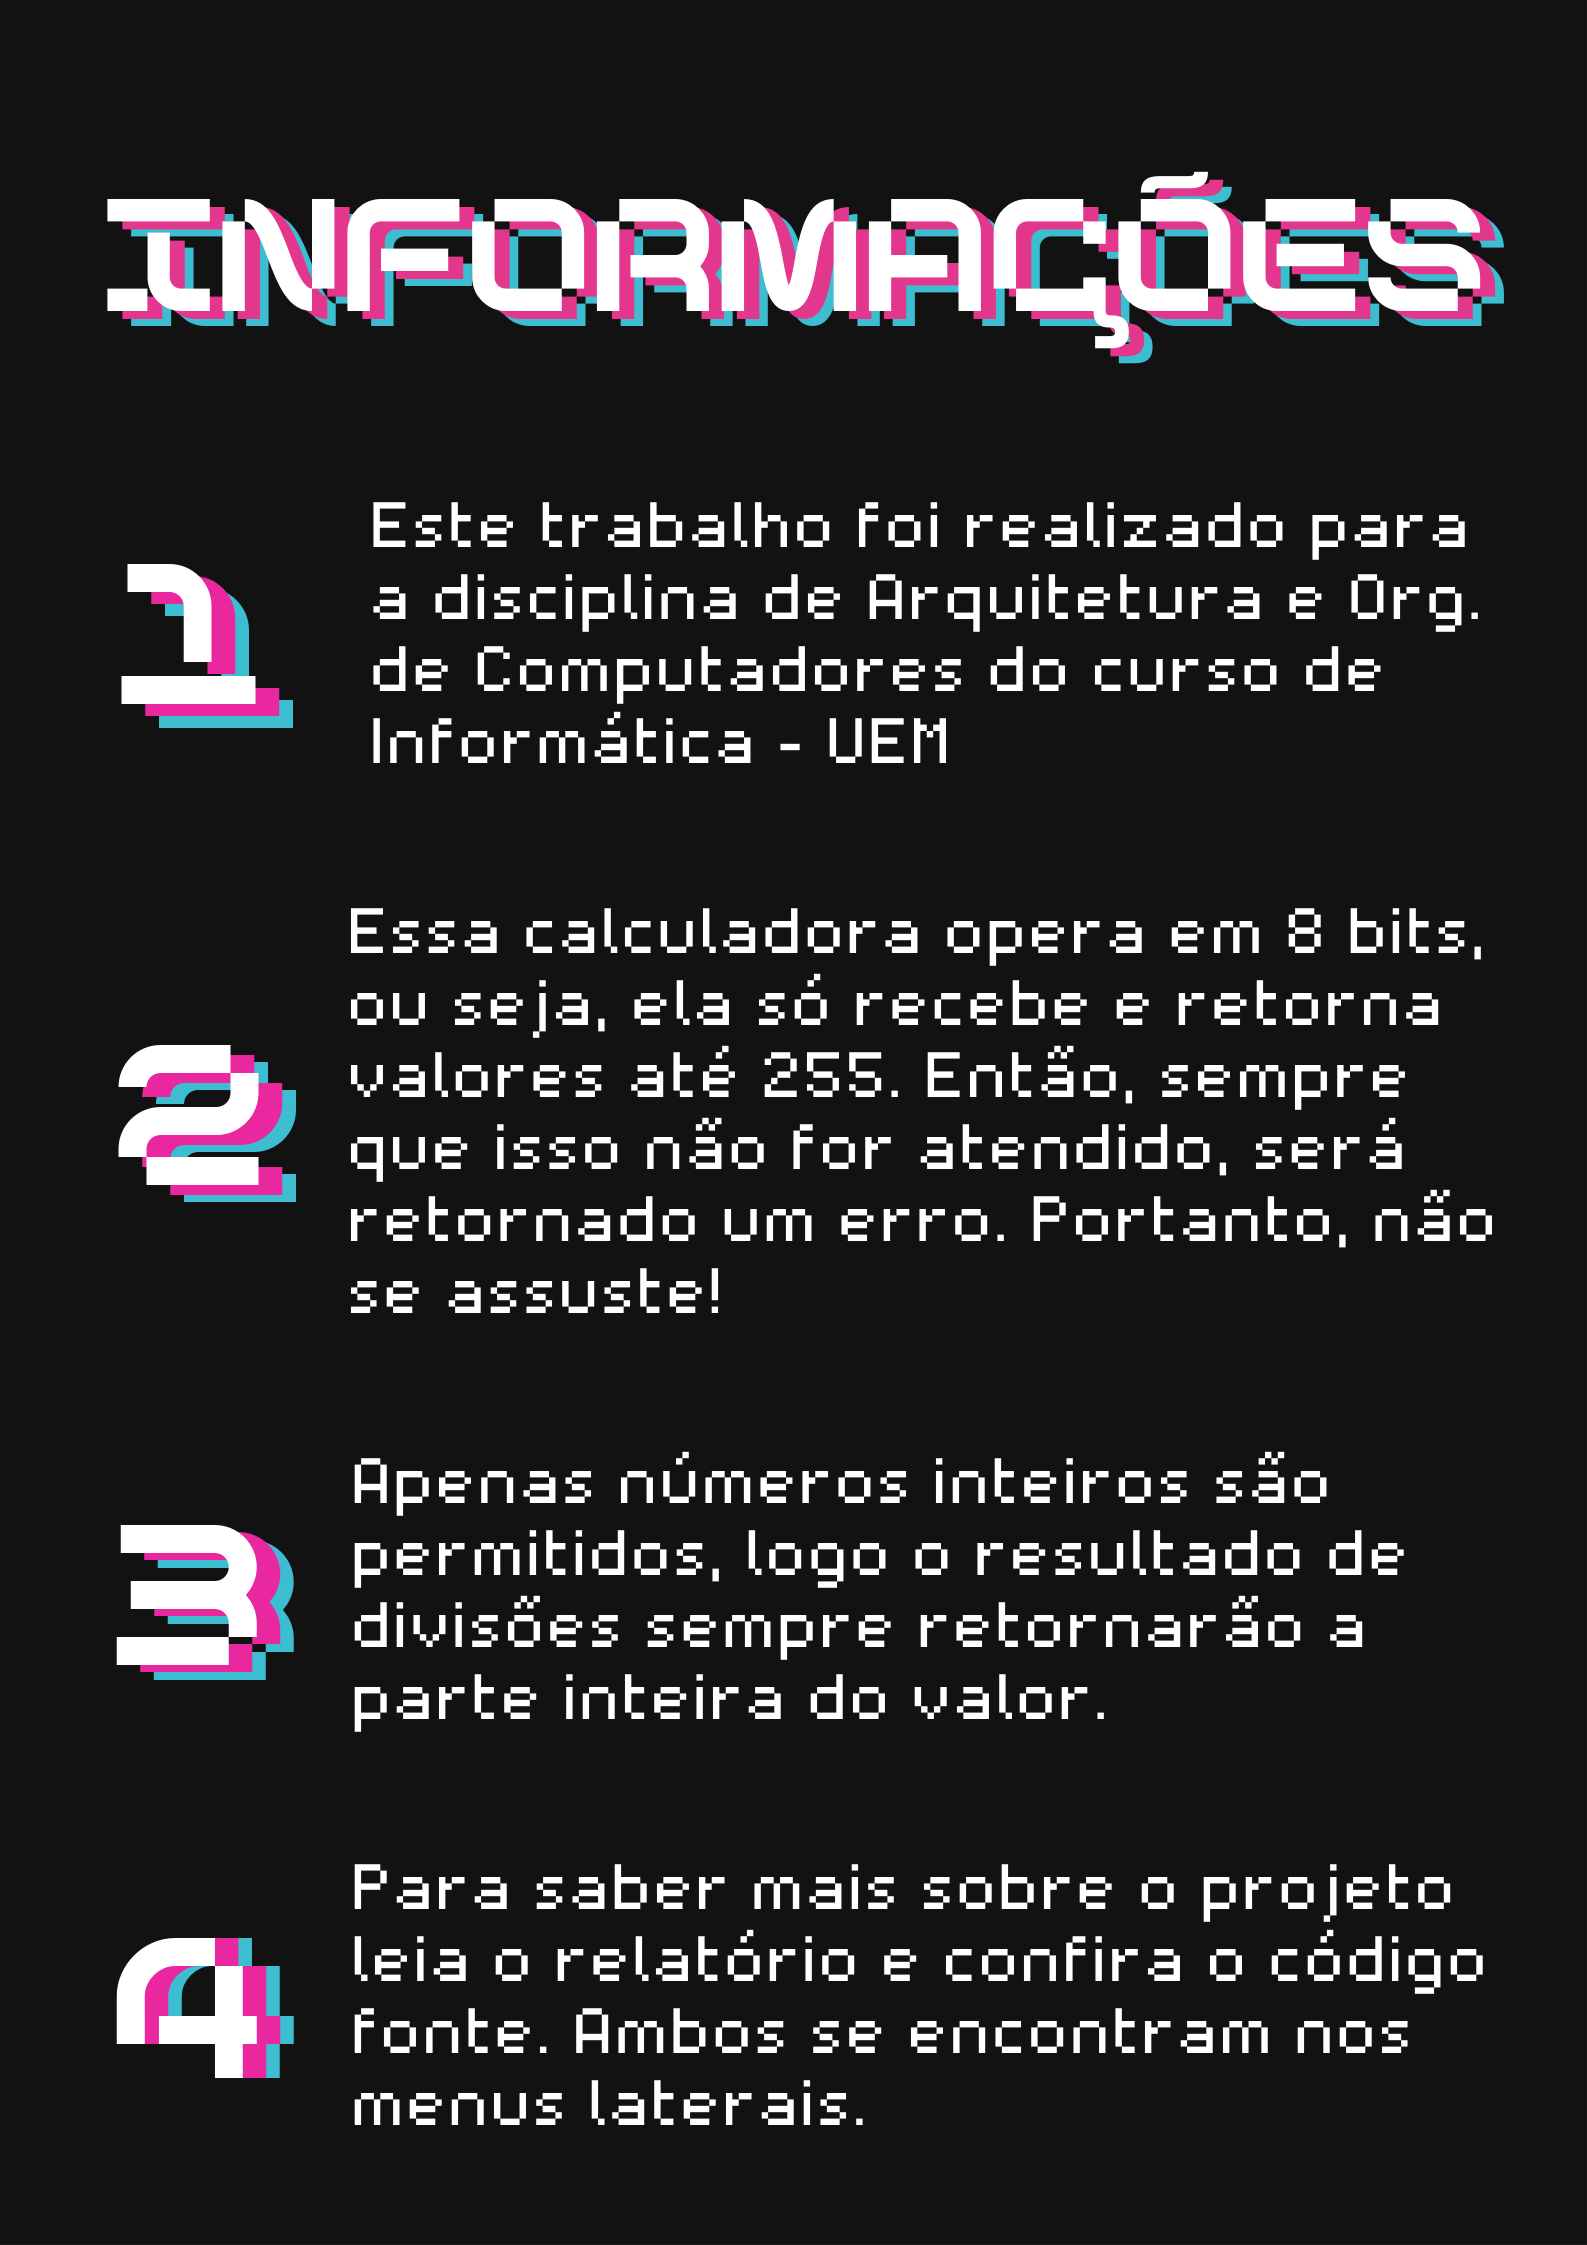 INFORMAÇÕES
1
Este trabalho foi realizado para
a disciplina de Arquitetura e Org.
de Computadores do curso de
Informática - UEM
2
Essa calculadora opera em 8 bits,
ou seja, ela só recebe e retorna
valores até 255. Então, sempre
que isso não for atendido, será
retornado um erro. Portanto, não
se assuste!
3
Apenas números inteiros são
permitidos, logo o resultado de
divisões sempre retornarão a
parte inteira do valor.
4
Para saber mais sobre o projeto
leia o relatório e confira o código
fonte. Ambos se encontram nos
menus laterais.